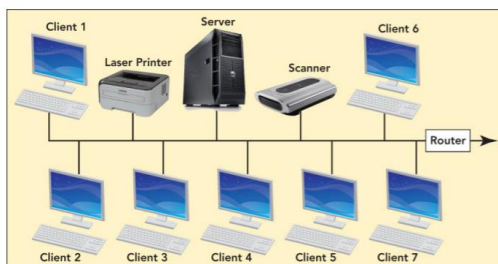 Client 1
Server
Client 6
Laser Printer
Scanner
Router
Client 2
Client 3
Client 4
Client 5
Client 7